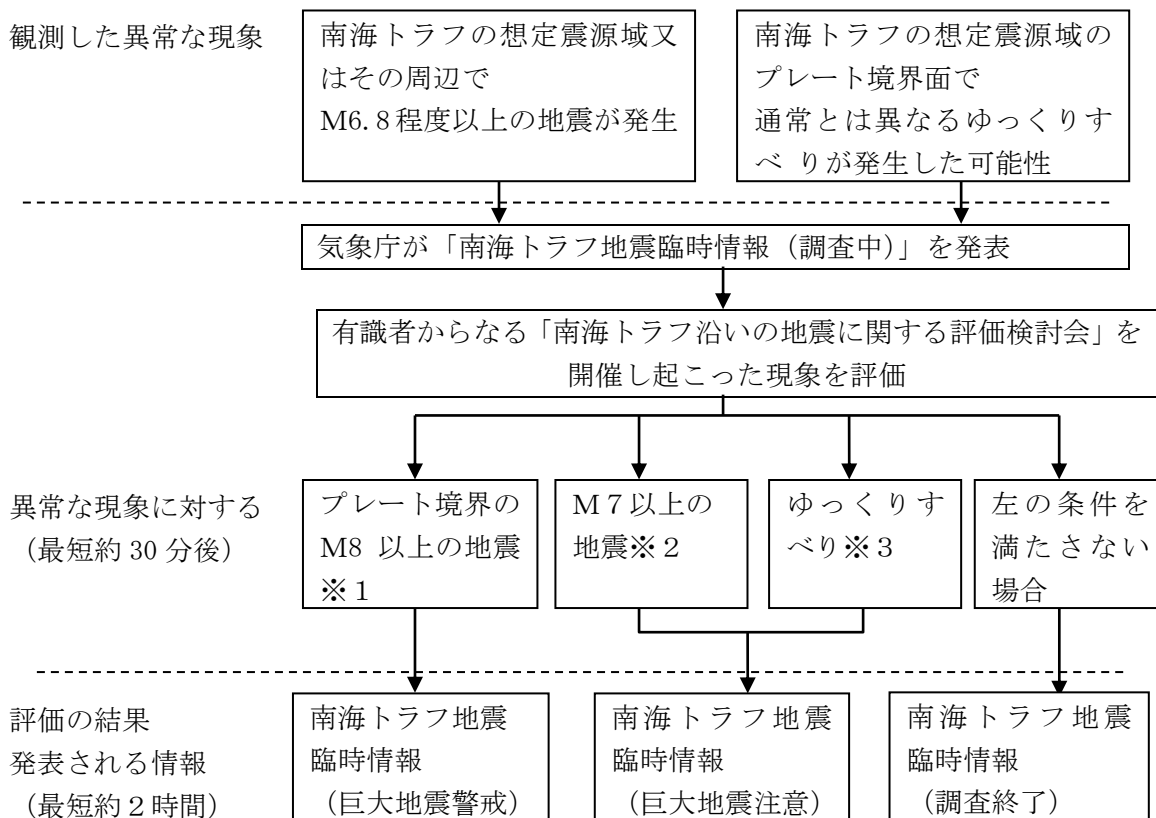 観測した異常な現象
南海トラフの想定震源域又
はその周辺で
M6.8程度以上の地震が発生
南海トラフの想定震源域の
プレート境界面で
通常とは異なるゆっくりす
べ りが発生した可能性
気象庁が「南海トラフ地震臨時情報（調査中）」を発表
有識者からなる「南海トラフ沿いの地震に関する評価検討会」を
開催し起こった現象を評価
異常な現象に対する
（最短約 30 分後）
プレート境界の
M8 以上の地震
※１
M７以上の
地震※２
ゆっくりす
べり※３
左の条件を
満たさない
場合
評価の結果
発表される情報
（最短約２時間）
南海トラフ地震
臨時情報
（巨大地震警戒）
南海トラフ地震
臨時情報
（巨大地震注意）
南海トラフ地震
臨時情報
（調査終了）